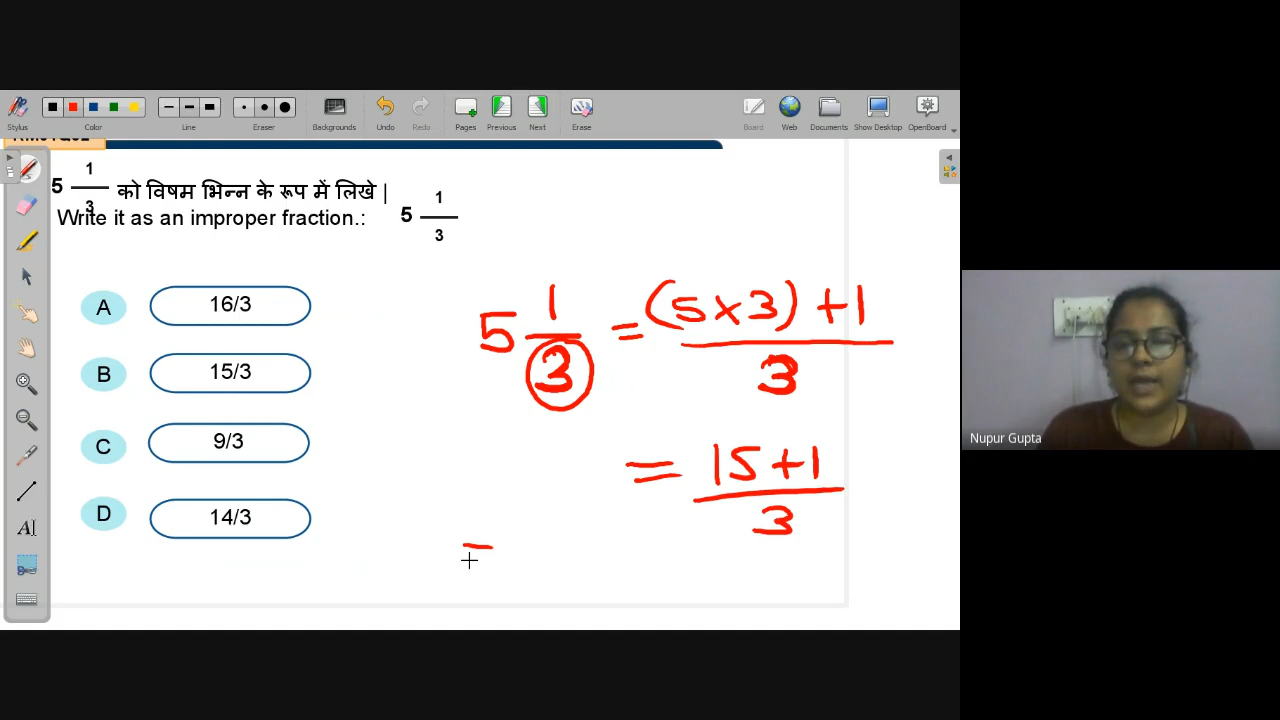 Stylus Color Line Eraser Backgrounds Undo Redo Pages Previous Next Erase Board Web Documents Show Desktop OpenBoard
5 1/3 को विषम भिन्न के रूप में लिखे |
Write it as an improper fraction.: 5 1/3
A 16/3
B 15/3
C 9/3
D 14/3
5 1/3 = (5 x 3) + 1 / 3
= 15 + 1 / 3
=
Nupur Gupta